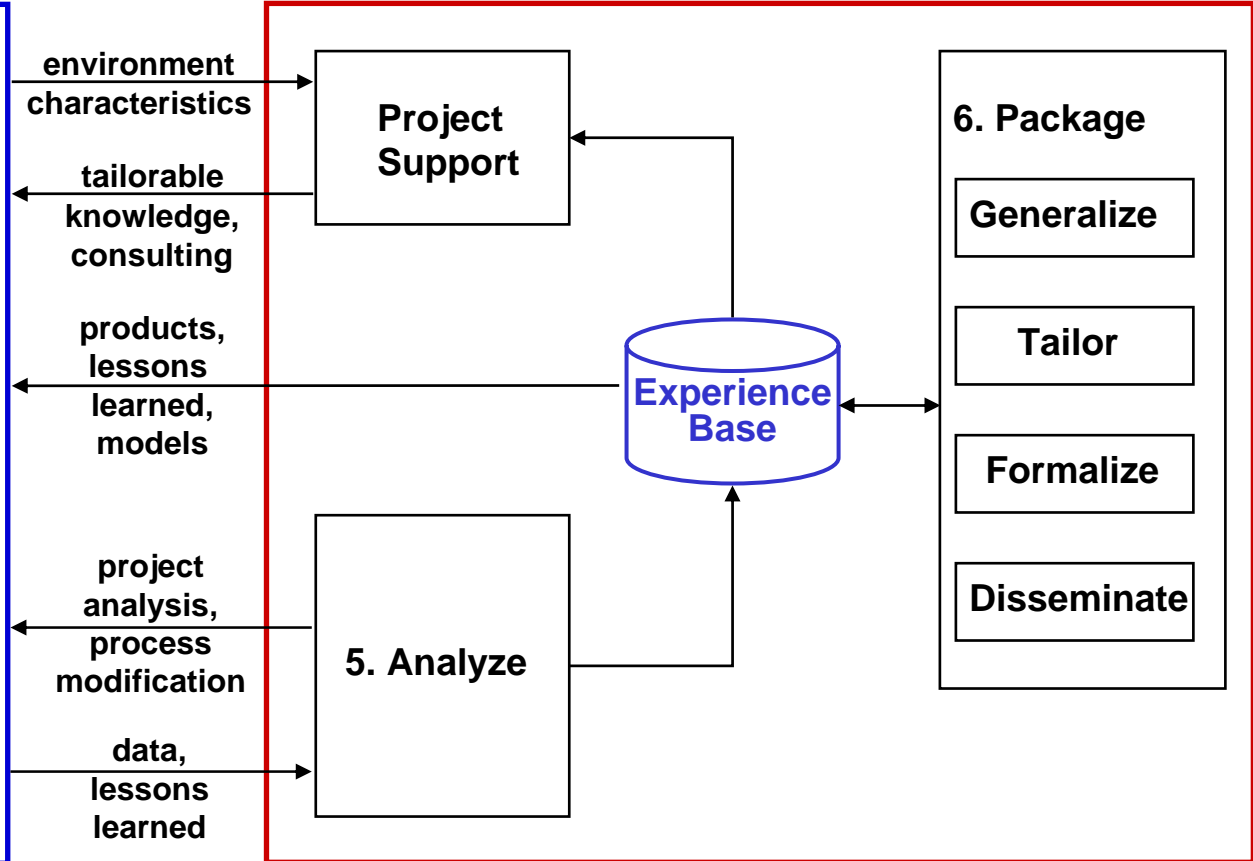 environment
characteristics
tailorable
knowledge,
consulting
products,
lessons
learned,
models
project
analysis,
process
modification
data,
lessons
learned
Project
Support
Experience
Base
5. Analyze
6. Package
Generalize
Tailor
Formalize
Disseminate